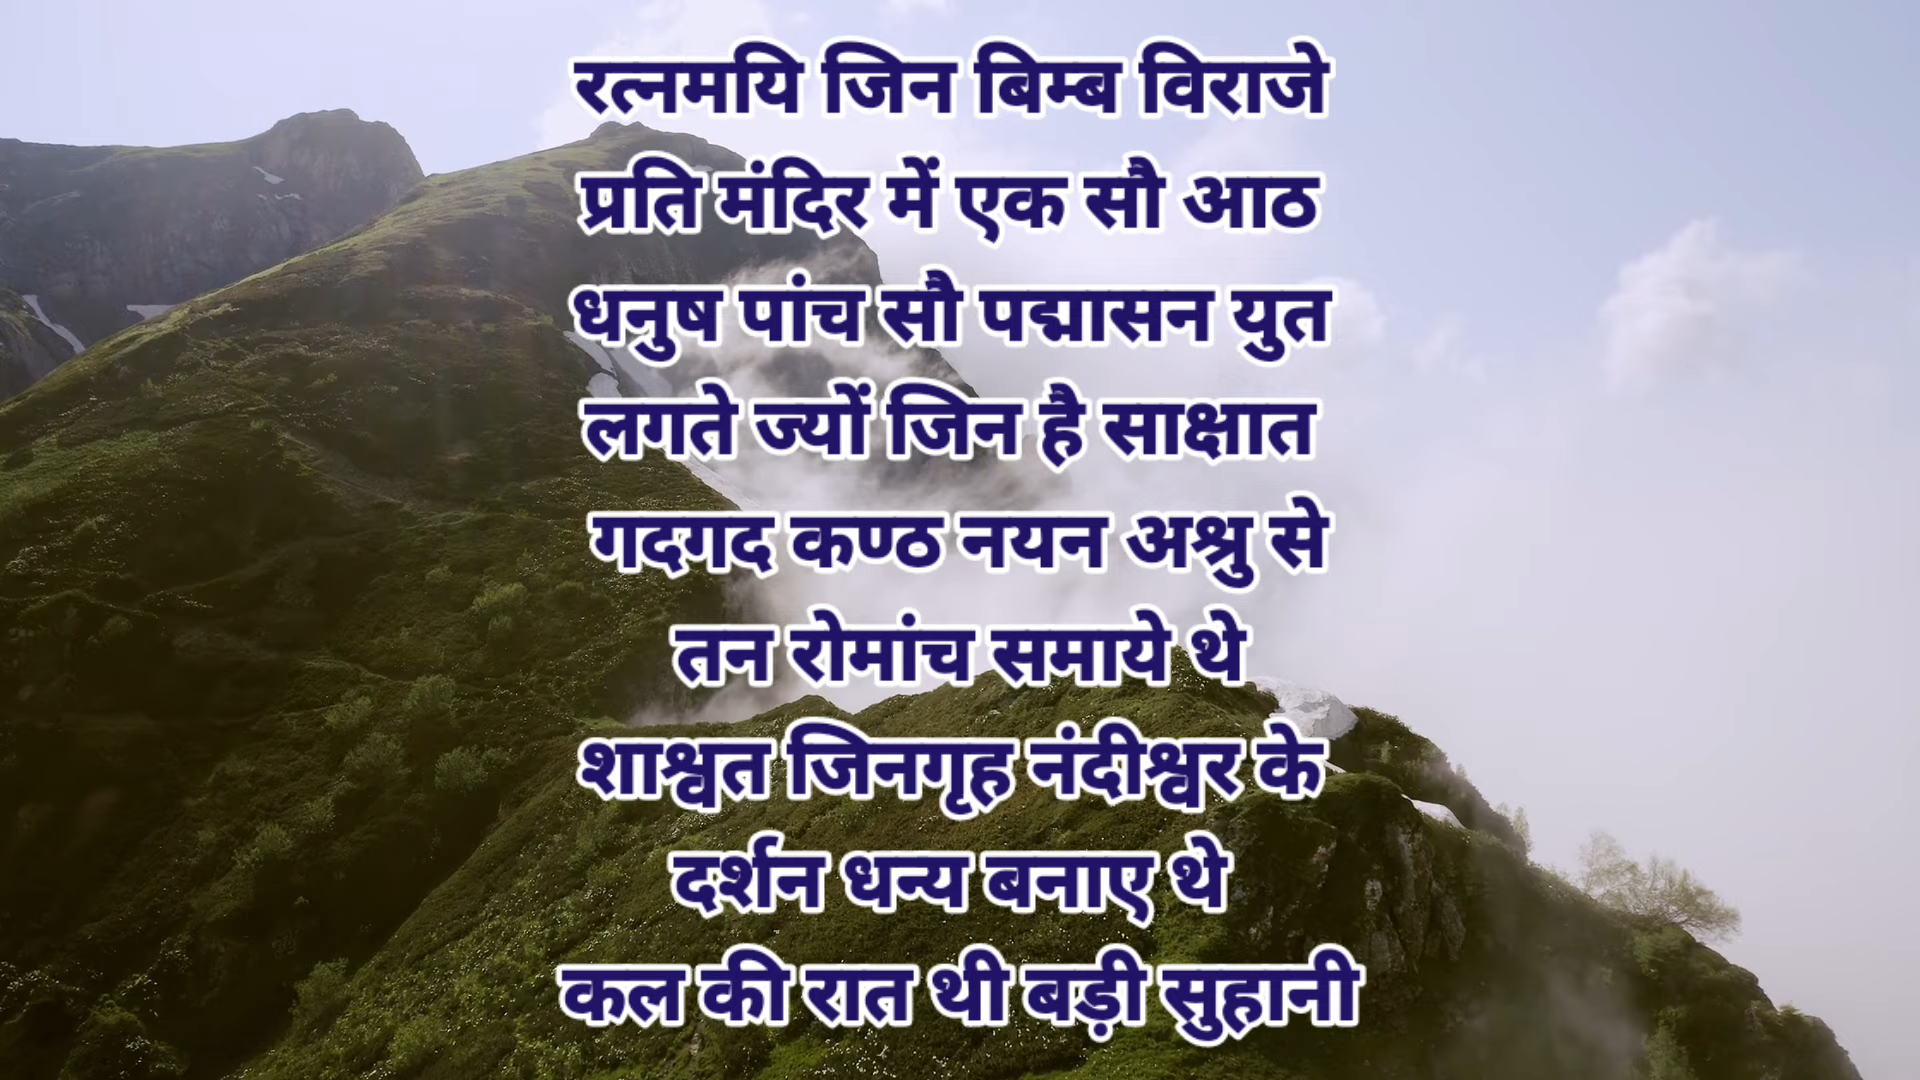 रत्नमयि जिन बिम्ब विराजे
प्रति मंदिर में एक सौ आठ
धनुष पांच सौ पद्मासन युत
लगते ज्यों जिन है साक्षात
गदगद कण्ठ नयन अश्रु से
तन रोमांच समाये थे
शाश्वत जिनगृह नंदीश्वर के
दर्शन धन्य बनाए थे
कल की रात थी बड़ी सुहानी